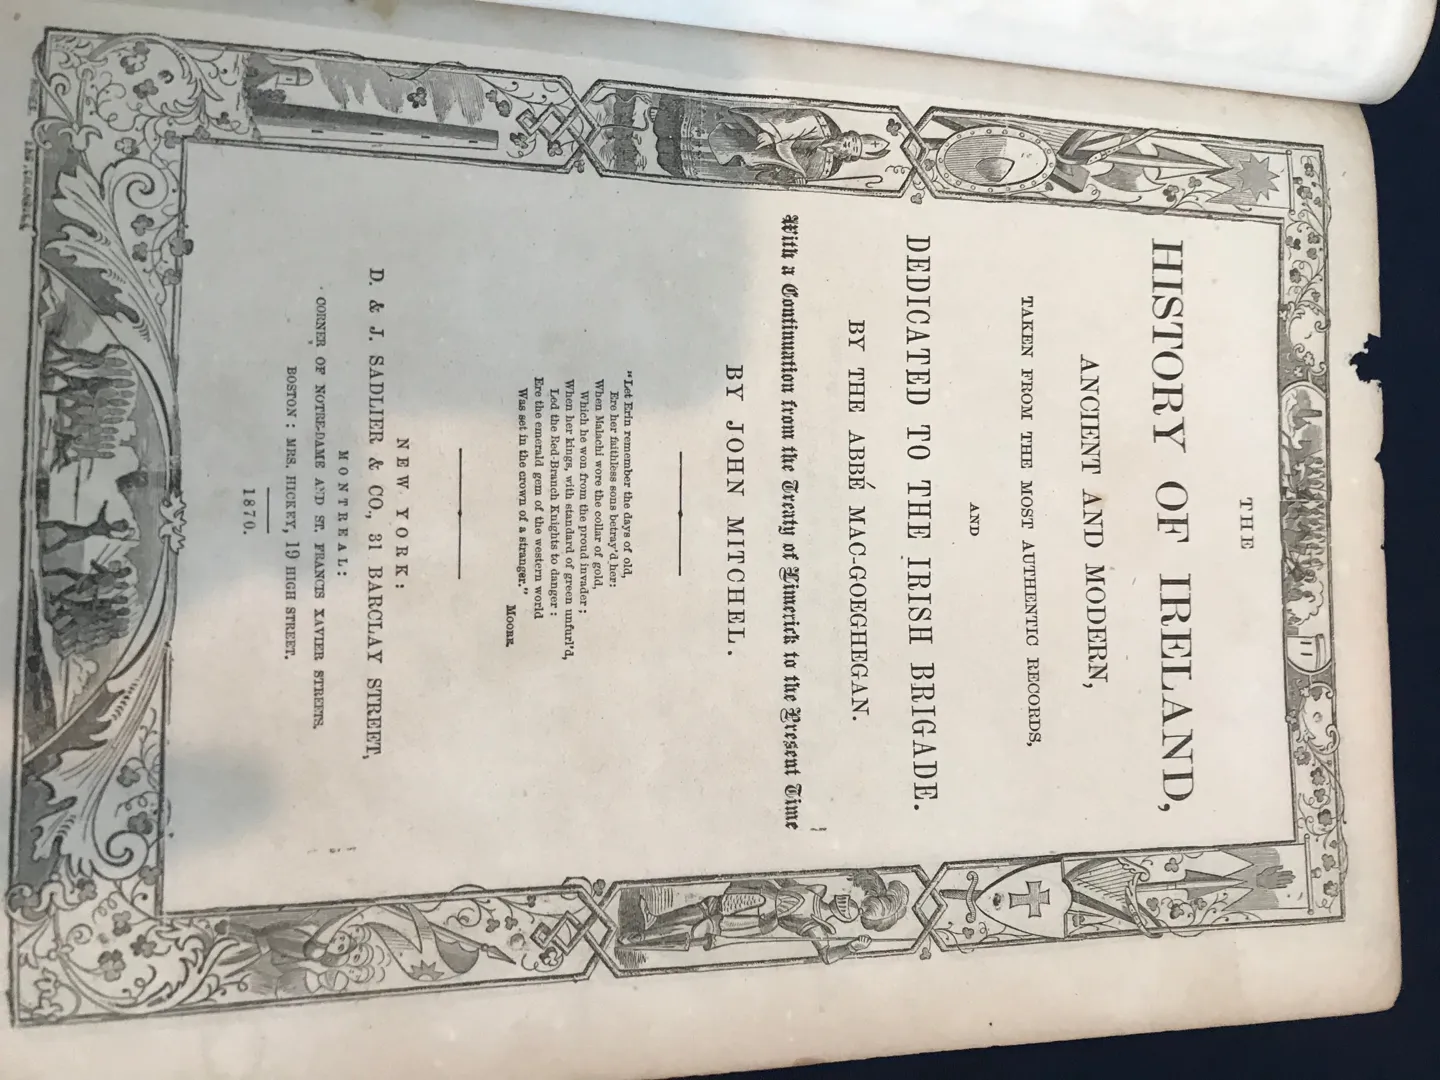 THE
HISTORY OF IRELAND,
ANCIENT AND MODERN,
TAKEN FROM THE MOST AUTHENTIC RECORDS,
AND
DEDICATED TO THE IRISH BRIGADE.
BY THE ABBÉ MAC-GOEGHEGAN.
With a Continuation from the Treaty of Limerick to the Present Time
BY JOHN MITCHEL.
"Let Erin remember the days of old,
Ere her faithless sons betray'd her:
When Malachi wore the collar of gold,
Which he won from the proud invader;
When her kings, with standard of green unfurl'd,
Led the Red-Branch Knights to danger:
Ere the emerald gem of the western world
Was set in the crown of a stranger."
MOORE.
NEW YORK:
D. & J. SADLIER & CO., 31 BARCLAY STREET,
MONTREAL:
CORNER OF NOTRE-DAME AND ST. FRANCIS XAVIER STREETS.
BOSTON: MRS. HICKEY, 19 HIGH STREET.
1870.